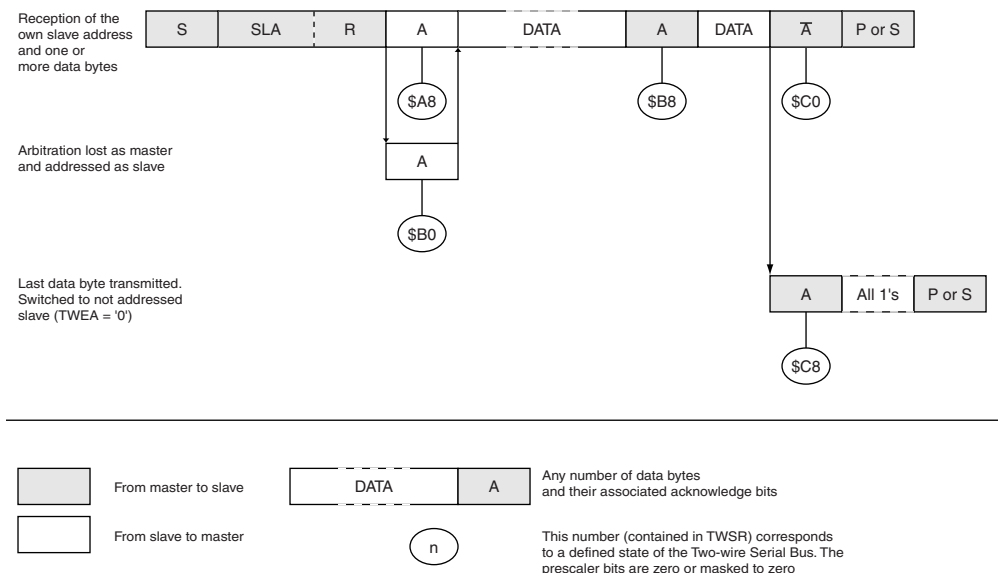 Reception of the
own slave address
and one or
more data bytes
S SLA R A DATA A DATA A P or S
$A8 $B8 $C0
Arbitration lost as master
and addressed as slave
A
$B0
Last data byte transmitted.
Switched to not addressed
slave (TWEA = '0')
A All 1's P or S
$C8
From master to slave
DATA A
Any number of data bytes
and their associated acknowledge bits
From slave to master
n
This number (contained in TWSR) corresponds
to a defined state of the Two-wire Serial Bus. The
prescaler bits are zero or masked to zero